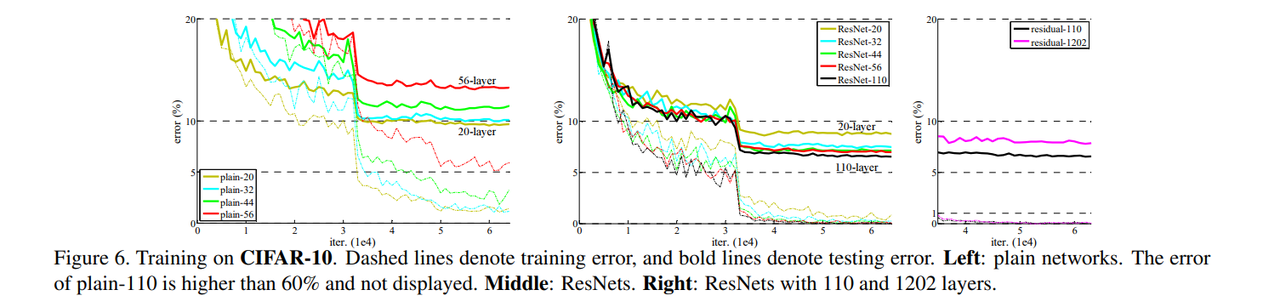 20
10
5
0
error (%)
0
1
2
3
4
5
6
iter. (1e4)
56-layer
20-layer
plain-20
plain-32
plain-44
plain-56
20
10
5
0
error (%)
0
1
2
3
4
5
6
iter. (1e4)
ResNet-20
ResNet-32
ResNet-44
ResNet-56
ResNet-110
20-layer
110-layer
20
10
5
1
0
error (%)
4
5
6
iter. (1e4)
residual-110
residual-1202
Figure 6. Training on CIFAR-10. Dashed lines denote training error, and bold lines denote testing error. Left: plain networks. The error
of plain-110 is higher than 60% and not displayed. Middle: ResNets. Right: ResNets with 110 and 1202 layers.